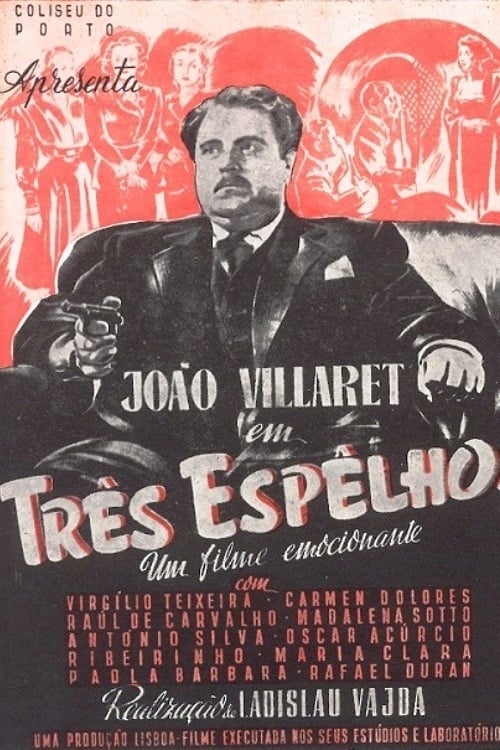 COLISEU DO
PORTO
Apresenta
JOÃO VILLARET
em
TRÊS ESPÊLHO
Um filme emocionante
com
VIRGÍLIO TEIXEIRA · CARMEN DOLORES
RAÚL DE CARVALHO · MADALENA SOTTO
ANTÓNIO SILVA · OSCAR ACÚRCIO
RIBEIRINHO · MARIA CLARA
PAOLA BARBARA · RAFAEL DURAN
Realização de LADISLAU VAJDA
UMA PRODUÇÃO LISBOA-FILME EXECUTADA NOS SEUS ESTÚDIOS E LABORATÓRI